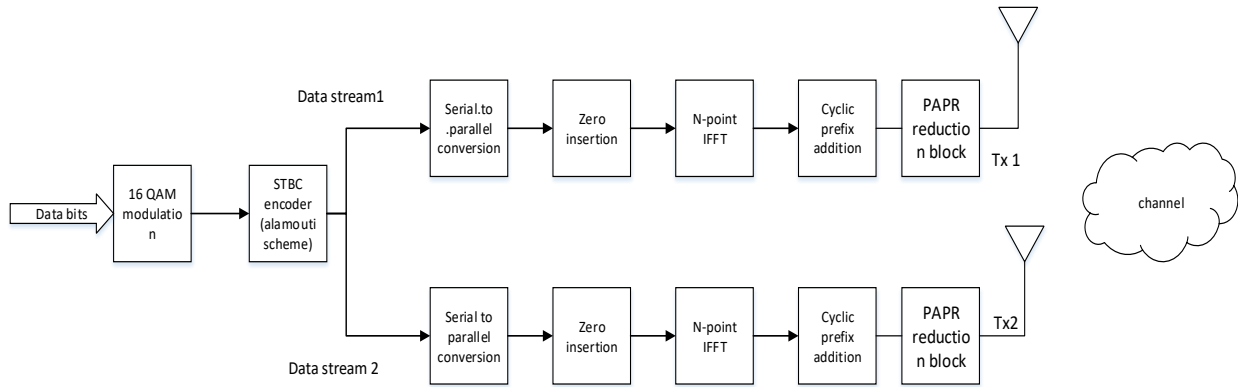 Data stream1
Serial.to
.parallel
conversion
Zero
insertion
N-point
IFFT
Cyclic
prefix
addition
PAPR
reductio
n block
Tx 1
Data bits
16 QAM
modulatio
n
STBC
encoder
(alamouti
scheme)
channel
Serial to
parallel
conversion
Zero
insertion
N-point
IFFT
Cyclic
prefix
addition
PAPR
reductio
n block
Tx2
Data stream 2